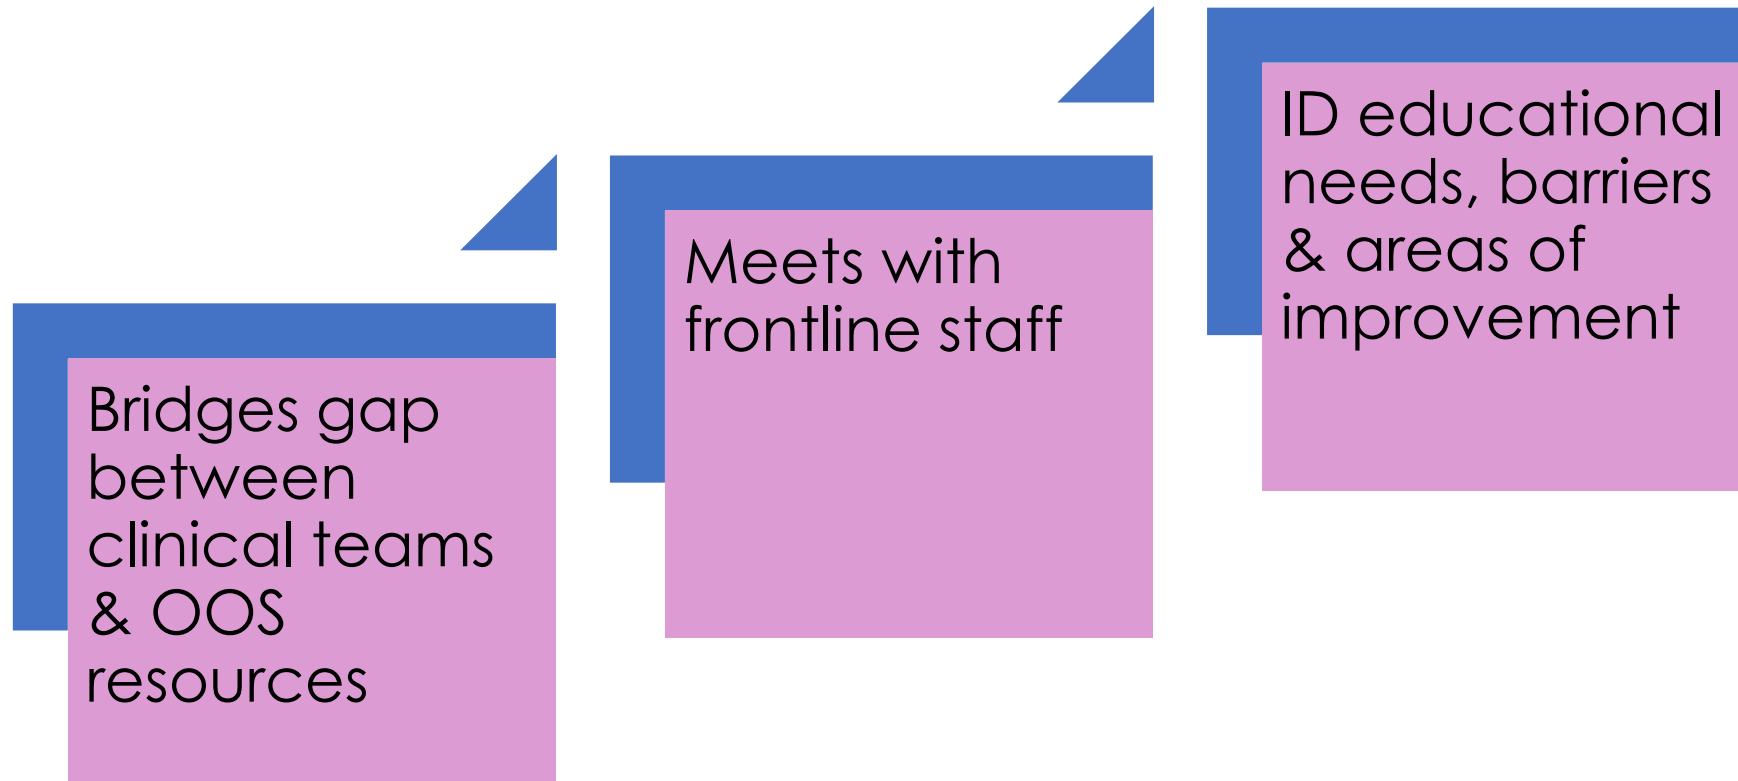 Bridges gap
between
clinical teams
& OOS
resources
Meets with
frontline staff
ID educational
needs, barriers
& areas of
improvement